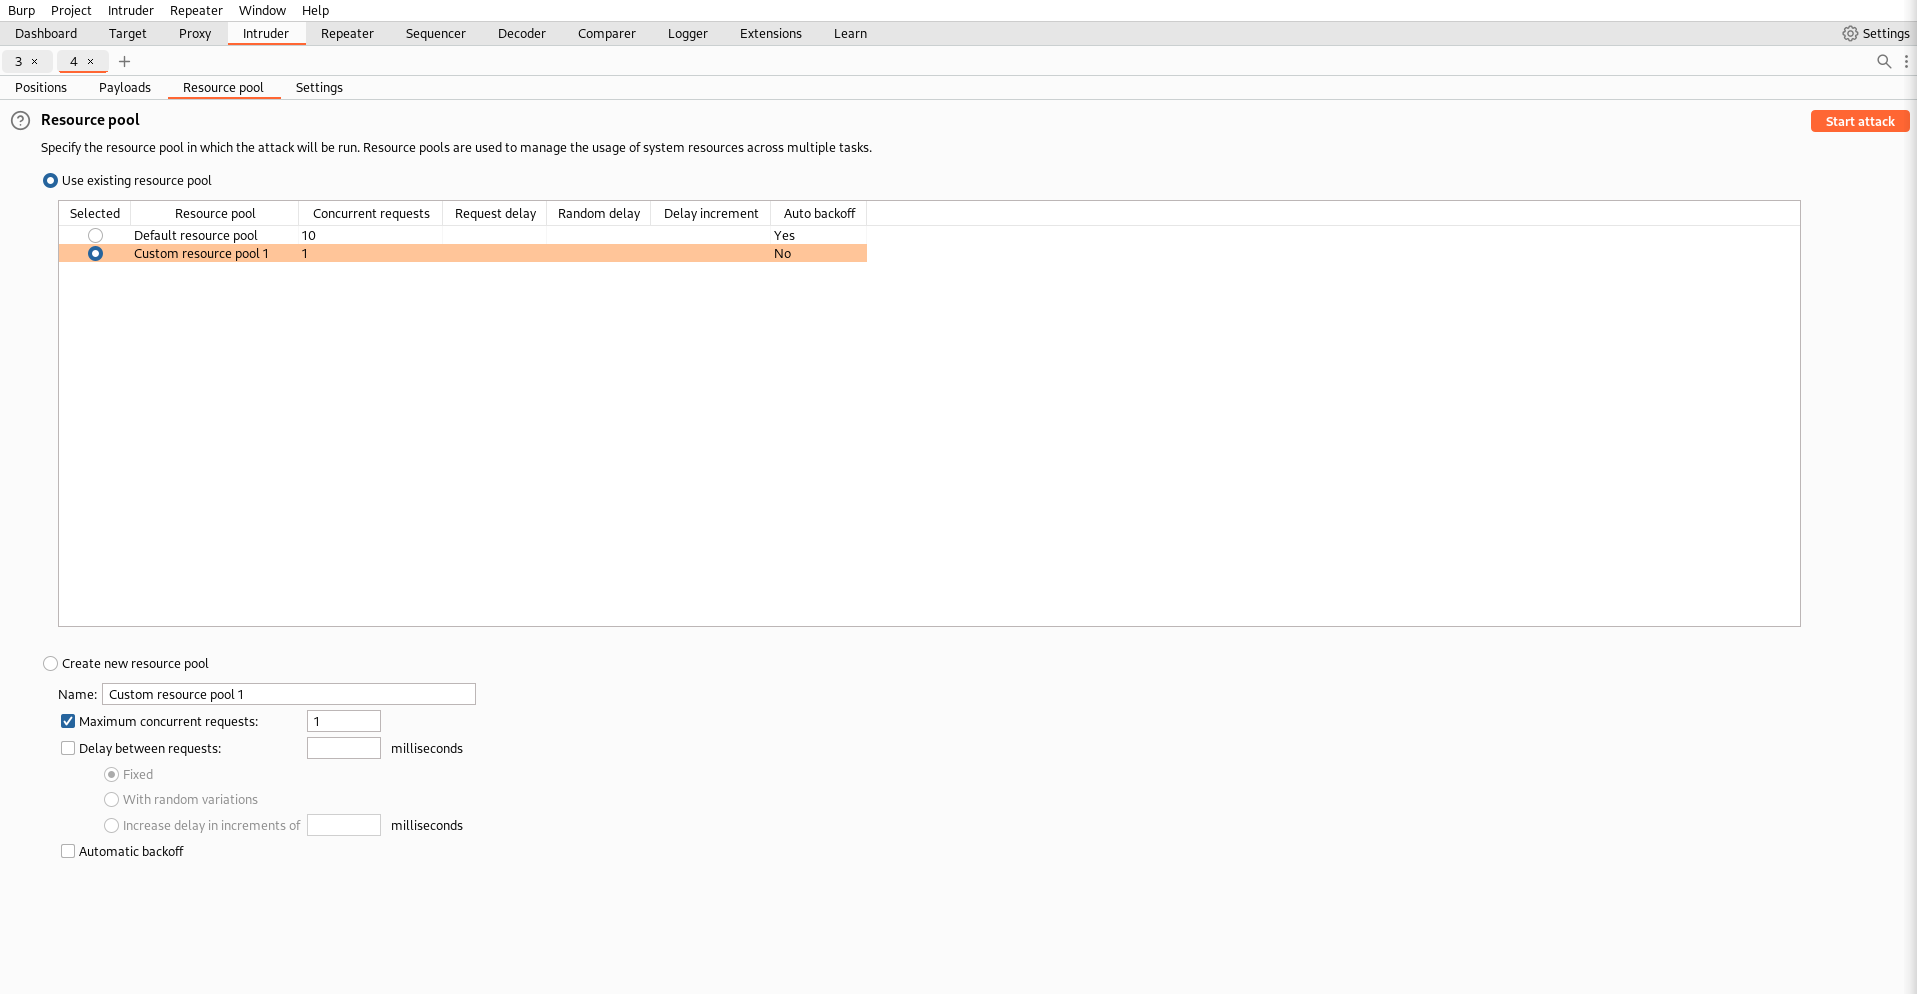 Burp Project Intruder Repeater Window Help
Dashboard Target Proxy Intruder Repeater Sequencer Decoder Comparer Logger Extensions Learn Settings
3 × 4 × +
Positions Payloads Resource pool Settings
? Resource pool Start attack
Specify the resource pool in which the attack will be run. Resource pools are used to manage the usage of system resources across multiple tasks.
Use existing resource pool
Selected Resource pool Concurrent requests Request delay Random delay Delay increment Auto backoff
Default resource pool 10 Yes
Custom resource pool 1 1 No
Create new resource pool
Name: Custom resource pool 1
Maximum concurrent requests: 1
Delay between requests: milliseconds
Fixed
With random variations
Increase delay in increments of milliseconds
Automatic backoff